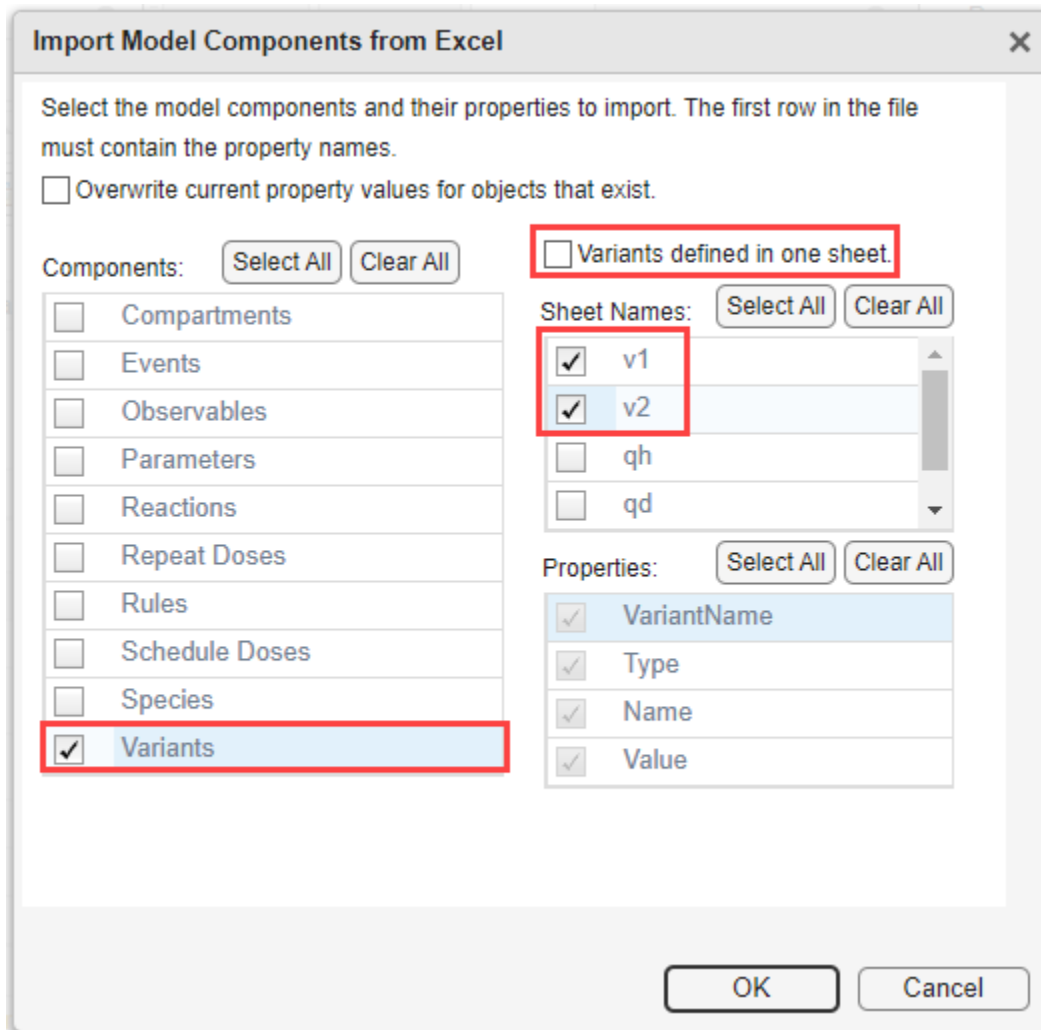 Import Model Components from Excel
Select the model components and their properties to import. The first row in the file
must contain the property names.
Overwrite current property values for objects that exist.
Components:
Select All
Clear All
Compartments
Events
Observables
Parameters
Reactions
Repeat Doses
Rules
Schedule Doses
Species
Variants
Variants defined in one sheet.
Sheet Names:
Select All
Clear All
v1
v2
qh
qd
Properties:
Select All
Clear All
VariantName
Type
Name
Value
OK
Cancel